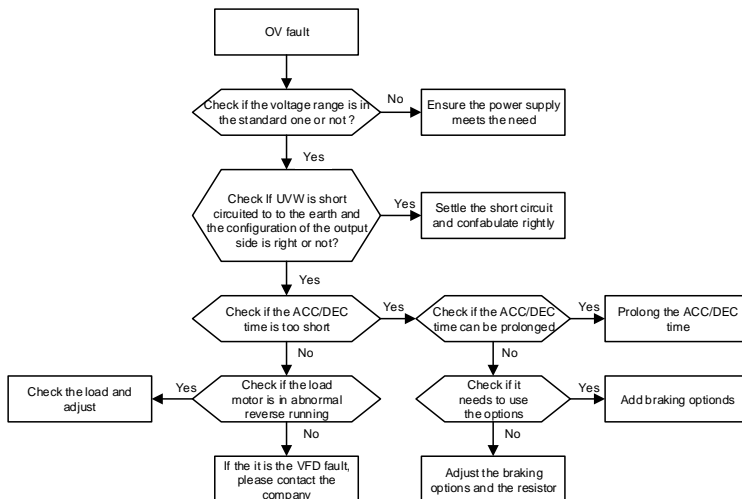 OV fault
Check if the voltage range is in
the standard one or not ?
No
Ensure the power supply
meets the need
Yes
Check If UVW is short
circuited to to the earth and
the configuration of the output
side is right or not?
Yes
Settle the short circuit
and confabulate rightly
Yes
Check if the ACC/DEC
time is too short
Yes
Check if the ACC/DEC
time can be prolonged
Yes
Prolong the ACC/DEC
time
No
No
Check the load and
adjust
Yes
Check if the load
motor is in abnormal
reverse running
Check if it
needs to use
the options
Yes
Add braking optionds
No
No
If the it is the VFD fault,
please contact the
company
Adjust the braking
options and the resistor